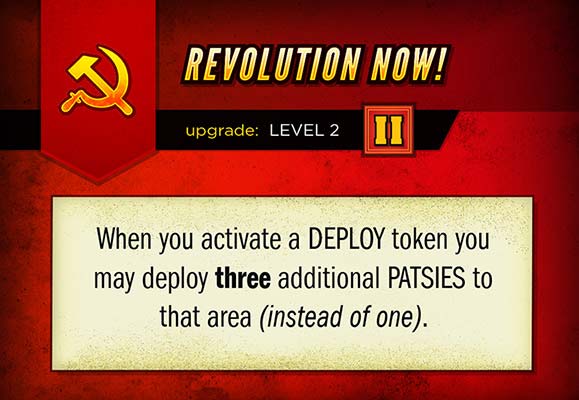 REVOLUTION NOW!
upgrade: LEVEL 2 II
When you activate a DEPLOY token you
may deploy three additional PATSIES to
that area (instead of one).